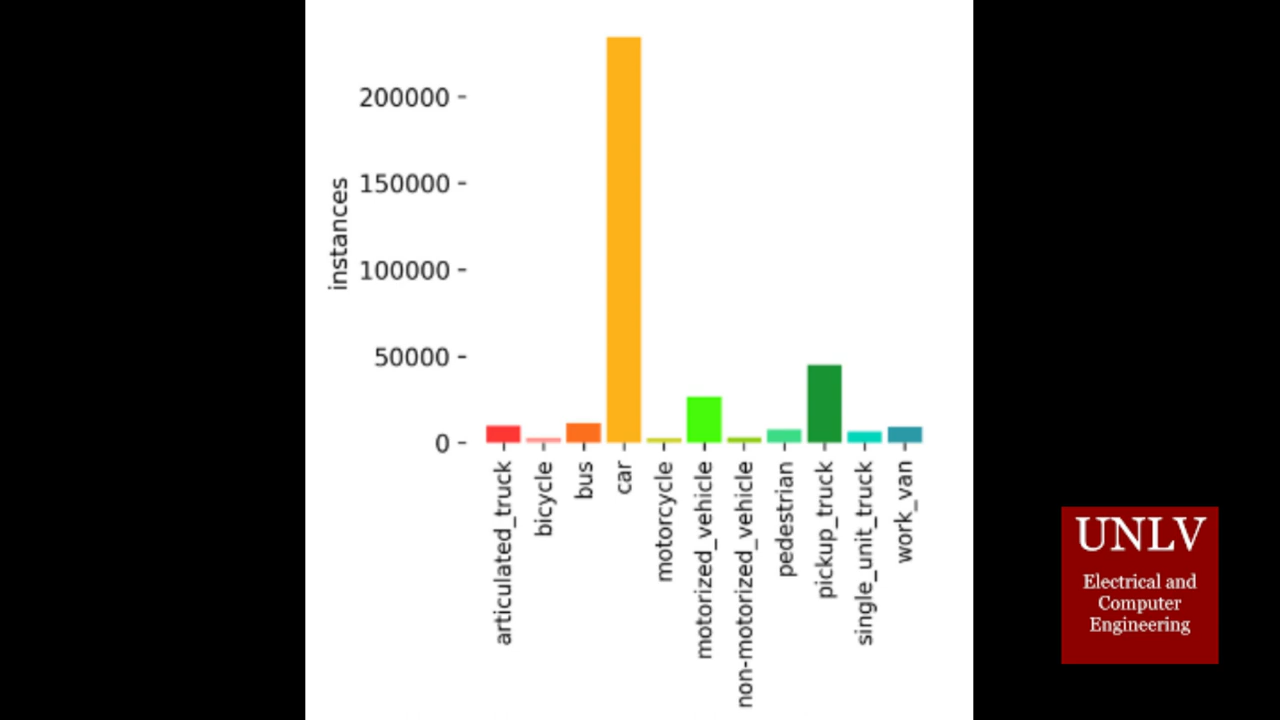 200000
150000
100000
50000
0
instances
articulated_truck
bicycle
bus
car
motorcycle
motorized_vehicle
non-motorized_vehicle
pedestrian
pickup_truck
single_unit_truck
work_van
UNLV
Electrical and
Computer
Engineering